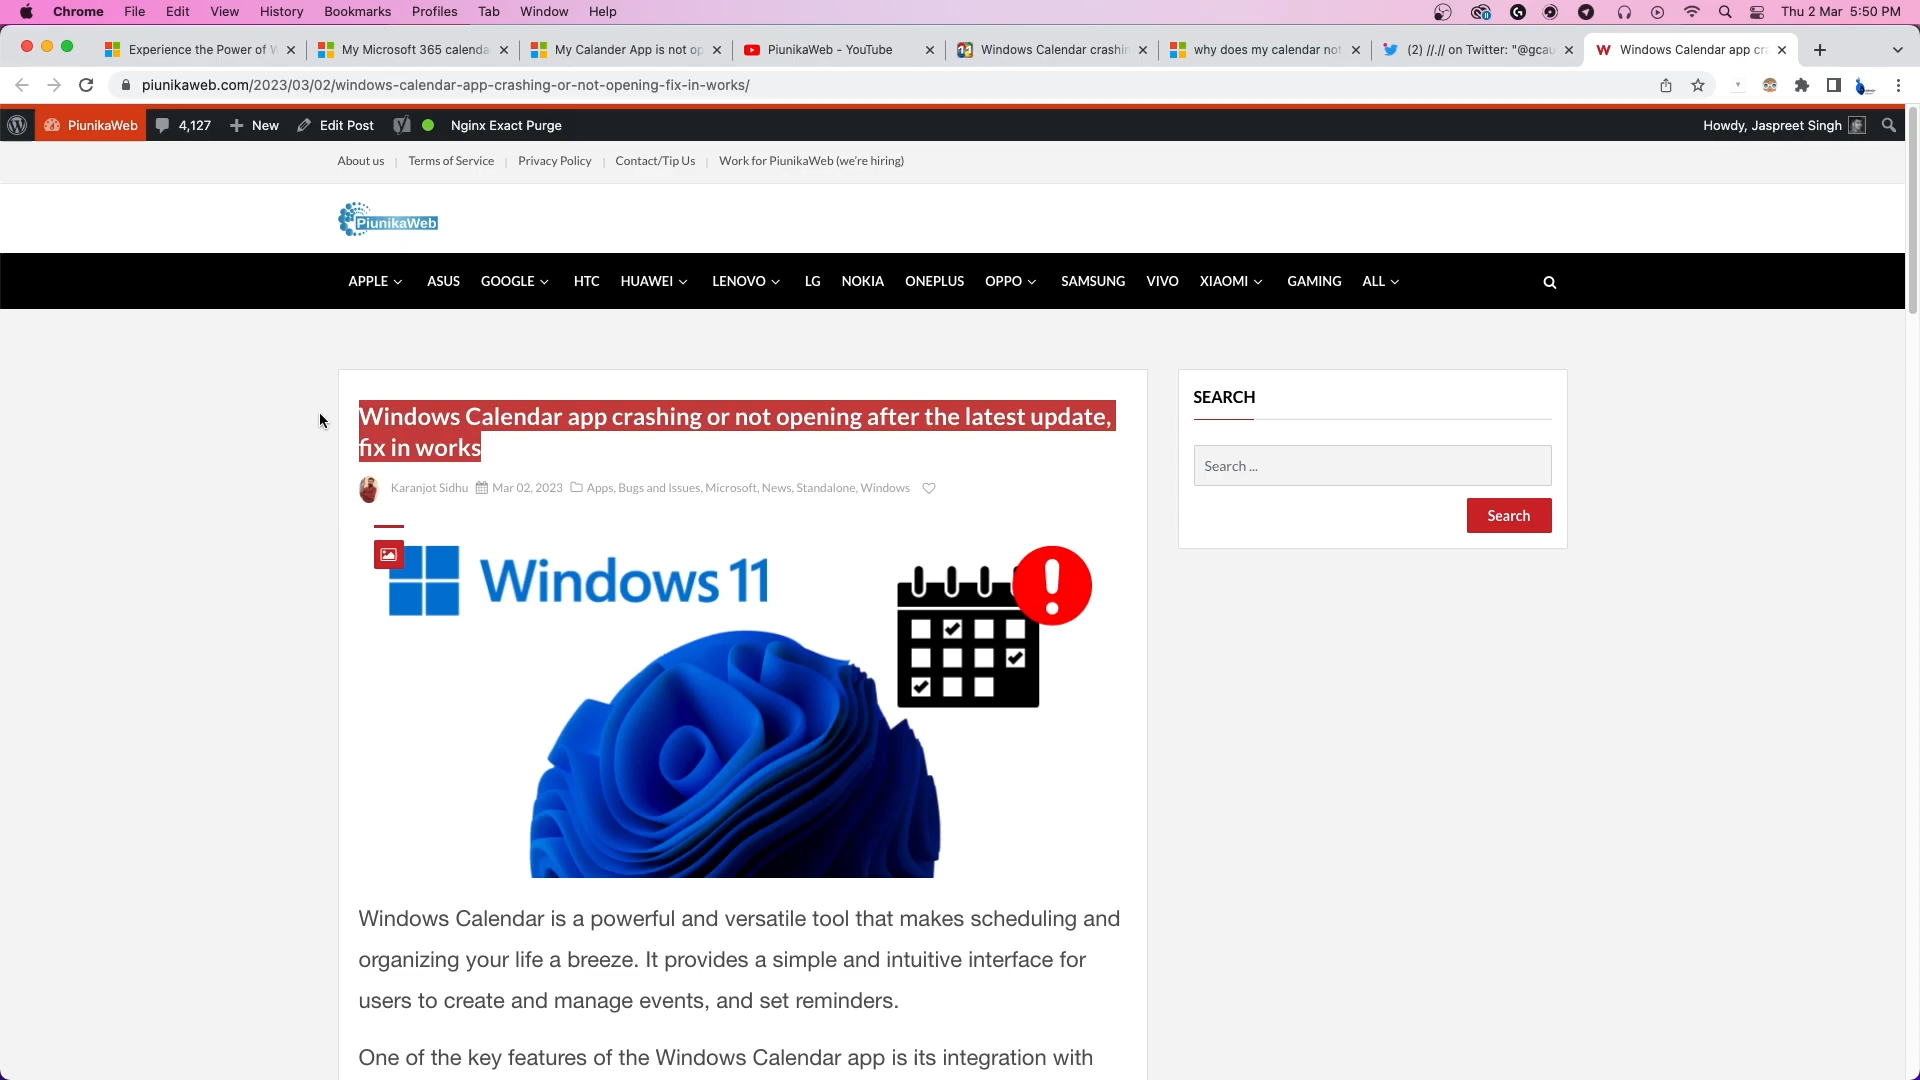 Chrome File Edit View History Bookmarks Profiles Tab Window Help Thu 2 Mar 5:50 PM
Experience the Power of My Microsoft 365 calenda My Calander App is not op PiunikaWeb - YouTube Windows Calendar crashin why does my calendar not (2) //.// on Twitter: "@gcau Windows Calendar app cra
piunikaweb.com/2023/03/02/windows-calendar-app-crashing-or-not-opening-fix-in-works/
PiunikaWeb 4,127 New Edit Post Nginx Exact Purge Howdy, Jaspreet Singh
About us Terms of Service Privacy Policy Contact/Tip Us Work for PiunikaWeb (we're hiring)
PiunikaWeb
APPLE ASUS GOOGLE HTC HUAWEI LENOVO LG NOKIA ONEPLUS OPPO SAMSUNG VIVO XIAOMI GAMING ALL
Windows Calendar app crashing or not opening after the latest update,
fix in works
Karanjot Sidhu Mar 02, 2023 Apps, Bugs and Issues, Microsoft, News, Standalone, Windows
Windows 11
Windows Calendar is a powerful and versatile tool that makes scheduling and
organizing your life a breeze. It provides a simple and intuitive interface for
users to create and manage events, and set reminders.
One of the key features of the Windows Calendar app is its integration with
SEARCH
Search ...
Search